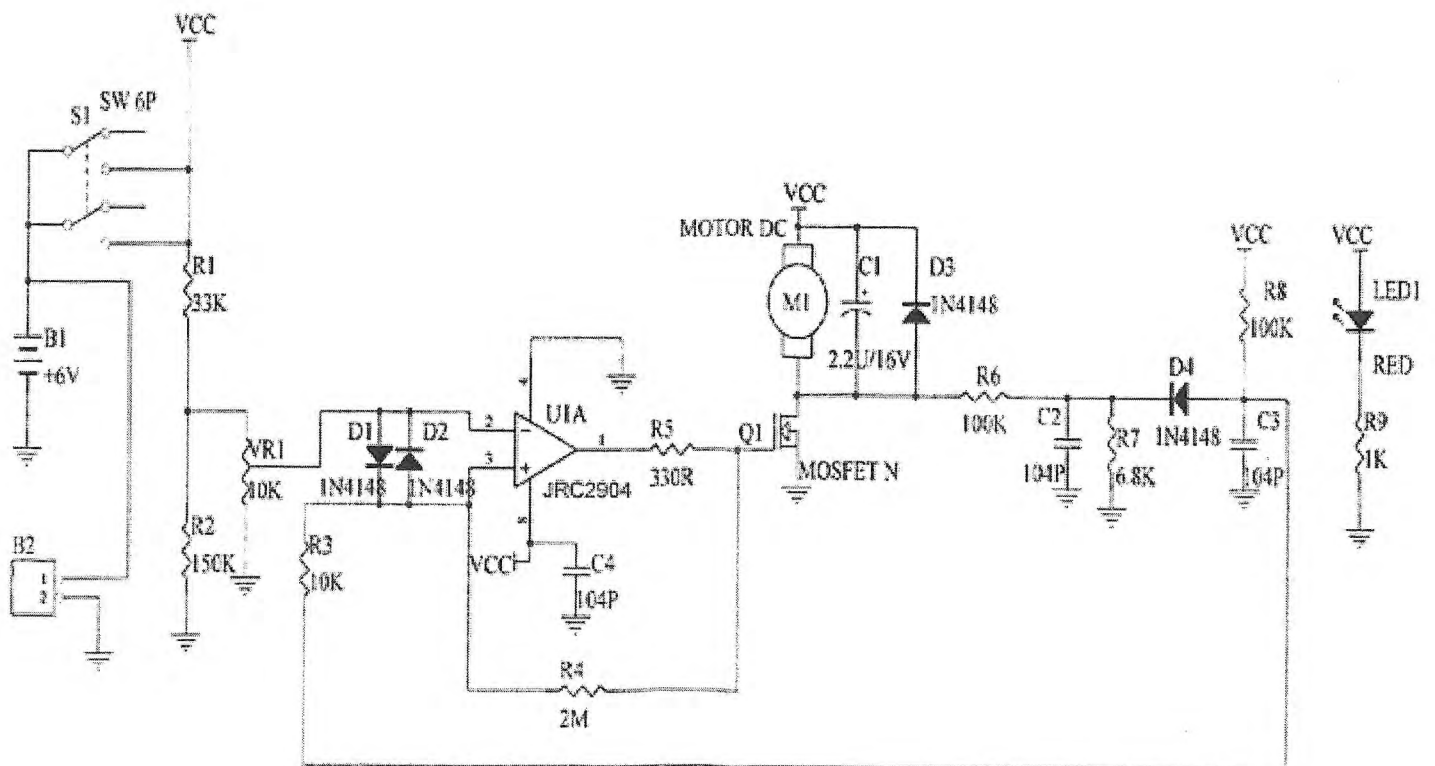 VCC
S1 SW 6P
R1
33K
B1
+6V
VR1
10K
R2
150K
B2
1
2
D1
1N4148
D2
1N4148
R3
10K
2
3
4
8
1
U1A
JRC2904
VCC
C4
104P
R4
2M
R5
330R
Q1
MOSFET N
VCC
MOTOR DC
M1
C1
+
2.2U/16V
D3
1N4148
R6
100K
C2
104P
R7
6.8K
D4
1N4148
VCC
R8
100K
C3
104P
VCC
LED1
RED
R9
1K